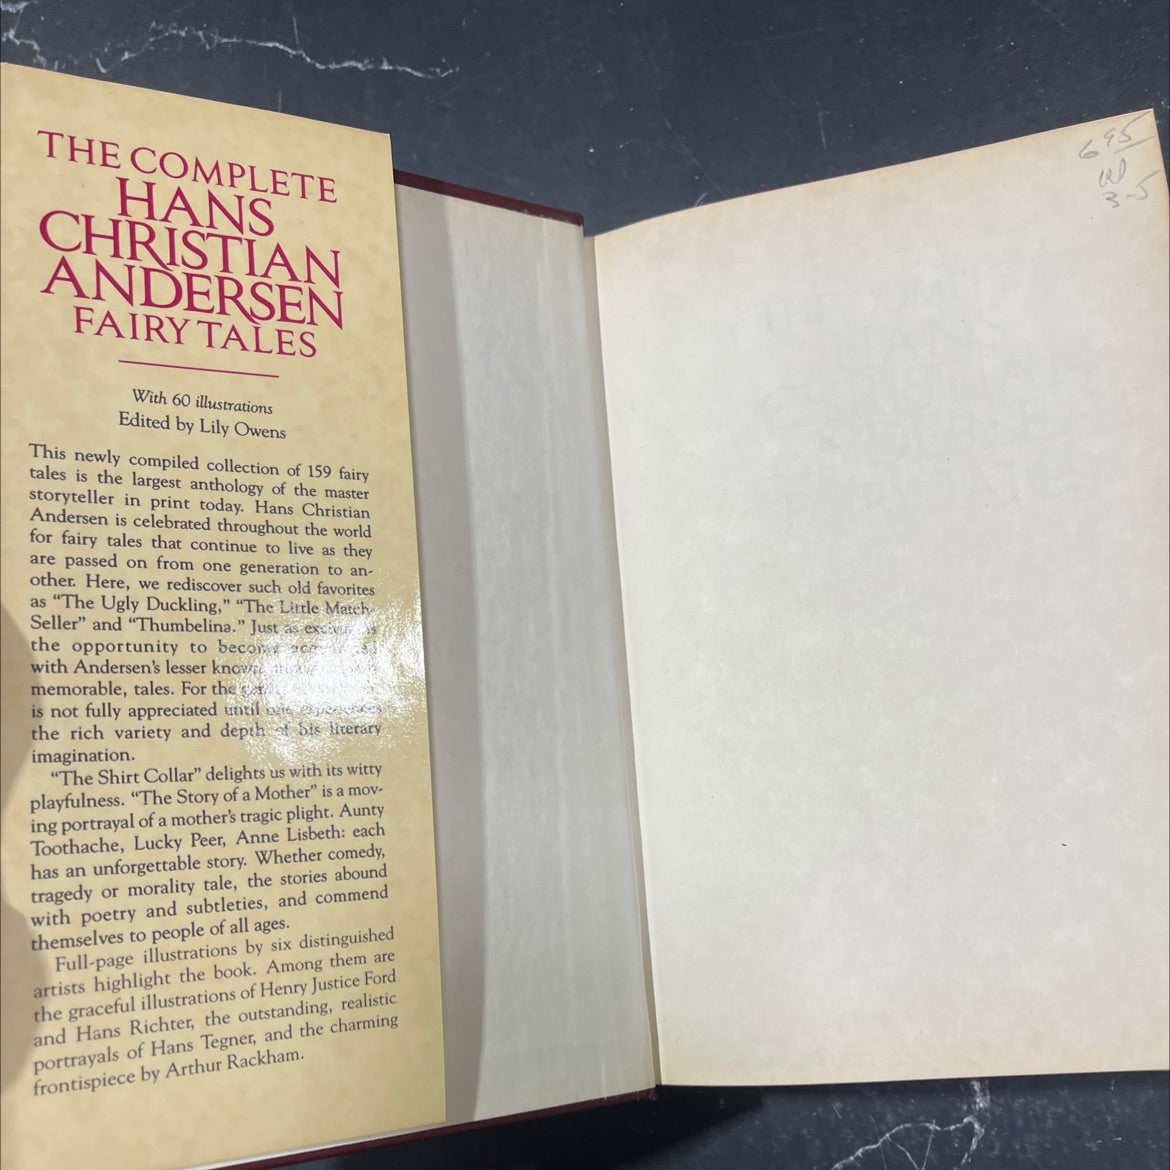 THE COMPLETE
HANS
CHRISTIAN
ANDERSEN
FAIRY TALES
With 60 illustrations
Edited by Lily Owens
This newly compiled collection of 159 fairy
tales is the largest anthology of the master
storyteller in print today. Hans Christian
Andersen is celebrated throughout the world
for fairy tales that continue to live as they
are passed on from one generation to an-
other. Here, we rediscover such old favorites
as “The Ugly Duckling,” “The Little Match
Seller” and “Thumbelina.” Just as exciting is
the opportunity to become acquainted
with Andersen’s lesser known,
memorable, tales. For the
is not fully appreciated until one experiences
the rich variety and depth of his literary
imagination.
“The Shirt Collar” delights us with its witty
playfulness. “The Story of a Mother” is a mov-
ing portrayal of a mother’s tragic plight. Aunty
Toothache, Lucky Peer, Anne Lisbeth: each
has an unforgettable story. Whether comedy,
tragedy or morality tale, the stories abound
with poetry and subtleties, and commend
themselves to people of all ages.
Full-page illustrations by six distinguished
artists highlight the book. Among them are
the graceful illustrations of Henry Justice Ford
and Hans Richter, the outstanding, realistic
portrayals of Hans Tegner, and the charming
frontispiece by Arthur Rackham.
695
3-5